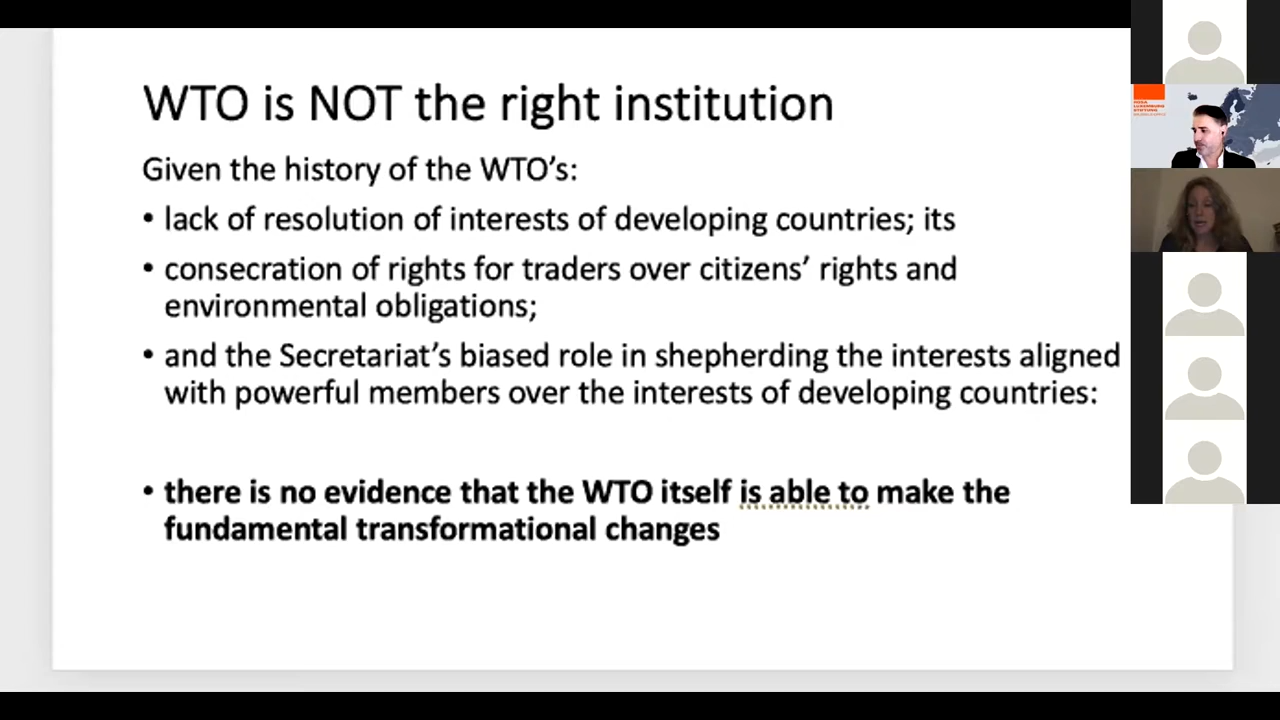 WTO is NOT the right institution
Given the history of the WTO's:
• lack of resolution of interests of developing countries; its
• consecration of rights for traders over citizens' rights and
environmental obligations;
• and the Secretariat's biased role in shepherding the interests aligned
with powerful members over the interests of developing countries:
• there is no evidence that the WTO itself is able to make the
fundamental transformational changes
ROSA
LUXEMBURG
STIFTUNG